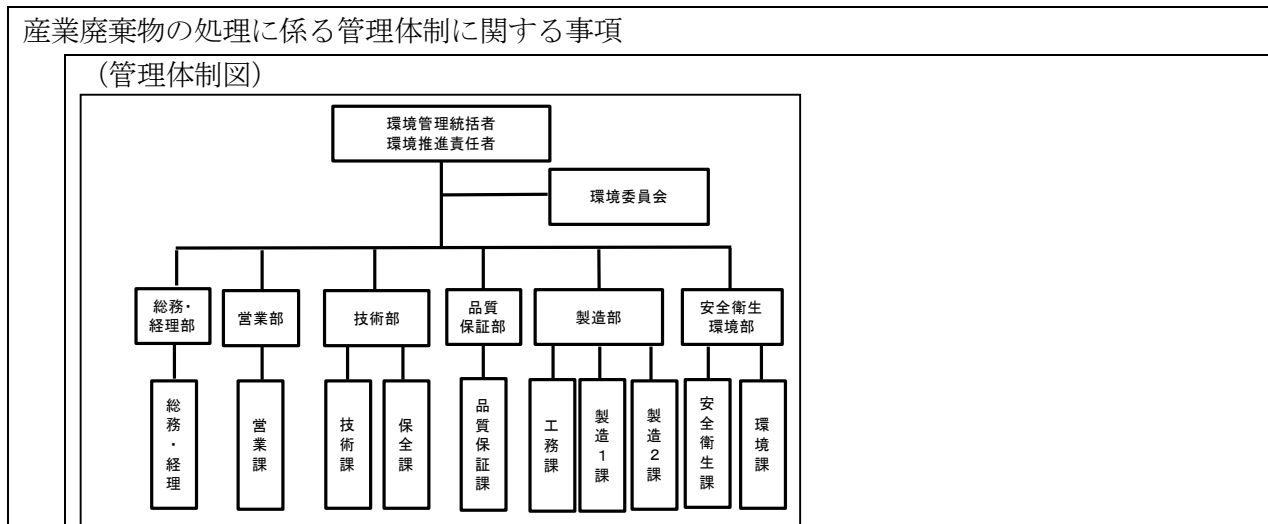 産業廃棄物の処理に係る管理体制に関する事項
（管理体制図）
環境管理統括者
環境推進責任者
環境委員会
総務・
経理部
営業部
技術部
品質
保証部
製造部
安全衛生
環境部
総務・経理
営業課
技術課
保全課
品質保証課
工務課
製造1課
製造2課
安全衛生課
環境課